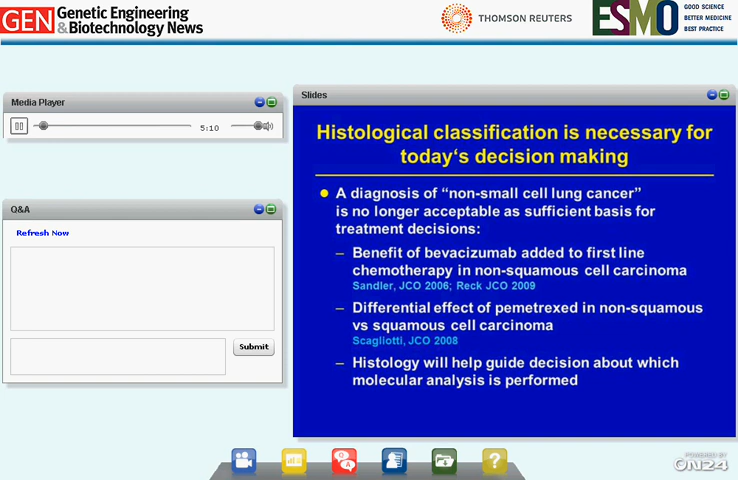 GEN Genetic Engineering
& Biotechnology News
THOMSON REUTERS
ESMO
GOOD SCIENCE
BETTER MEDICINE
BEST PRACTICE
Media Player
5:10
Q&A
Refresh Now
Submit
Slides
Histological classification is necessary for
today‘s decision making
A diagnosis of “non-small cell lung cancer”
is no longer acceptable as sufficient basis for
treatment decisions:
– Benefit of bevacizumab added to first line
chemotherapy in non-squamous cell carcinoma
Sandler, JCO 2006; Reck JCO 2009
– Differential effect of pemetrexed in non-squamous
vs squamous cell carcinoma
Scagliotti, JCO 2008
– Histology will help guide decision about which
molecular analysis is performed
Q
A
?
POWERED BY
ON24